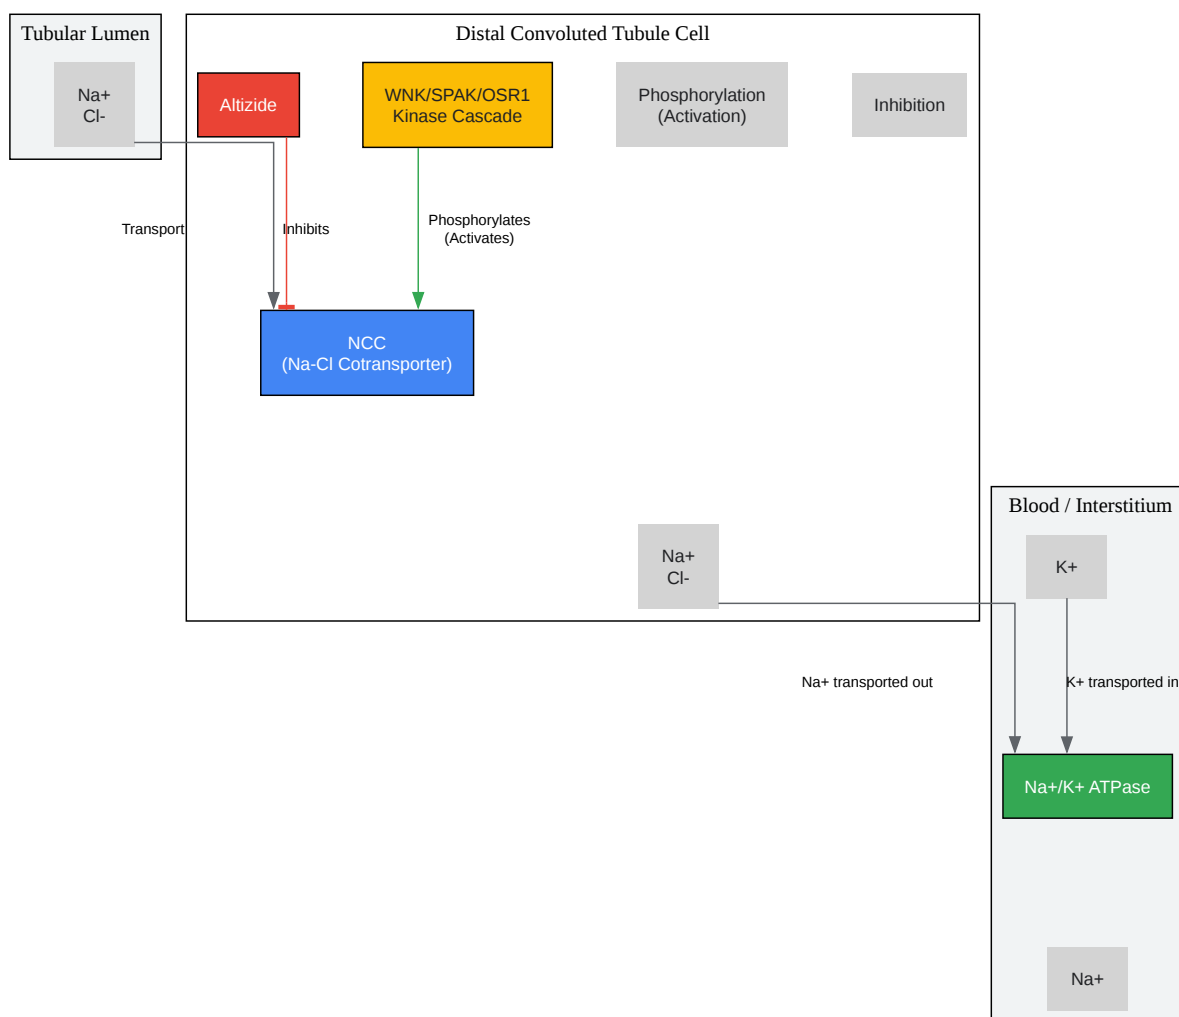 Tubular Lumen
Na+
Cl-
Distal Convoluted Tubule Cell
Altizide
WNK/SPAK/OSR1
Kinase Cascade
Phosphorylation
(Activation)
Inhibition
Transport
Inhibits
Phosphorylates
(Activates)
NCC
(Na-Cl Cotransporter)
Na+
Cl-
Blood / Interstitium
K+
Na+ transported out
K+ transported in
Na+/K+ ATPase
Na+